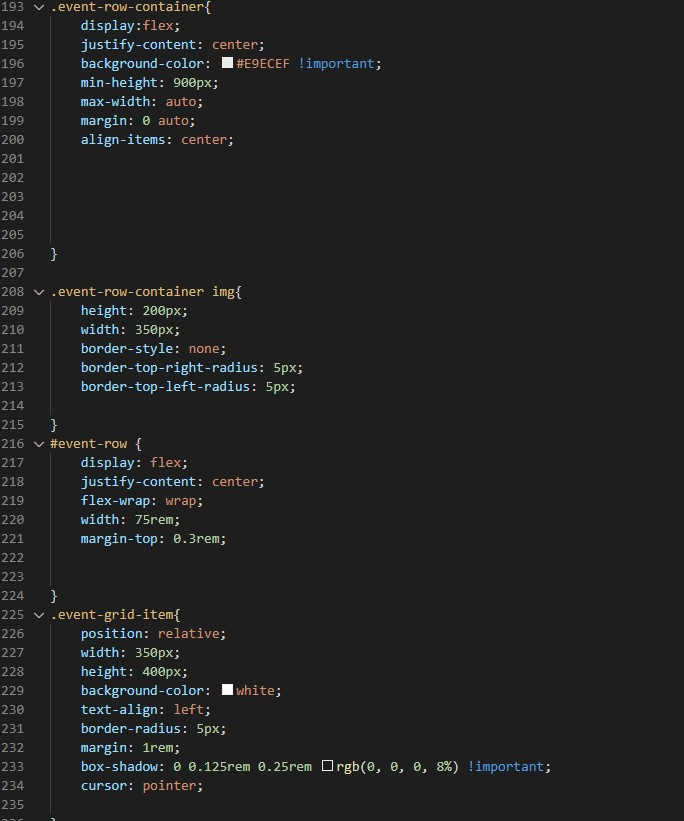 193 .event-row-container{
194 display:flex;
195 justify-content: center;
196 background-color: #E9ECEF !important;
197 min-height: 900px;
198 max-width: auto;
199 margin: 0 auto;
200 align-items: center;
201
202
203
204
205
206 }
207
208 .event-row-container img{
209 height: 200px;
210 width: 350px;
211 border-style: none;
212 border-top-right-radius: 5px;
213 border-top-left-radius: 5px;
214
215 }
216 #event-row {
217 display: flex;
218 justify-content: center;
219 flex-wrap: wrap;
220 width: 75rem;
221 margin-top: 0.3rem;
222
223
224 }
225 .event-grid-item{
226 position: relative;
227 width: 350px;
228 height: 400px;
229 background-color: white;
230 text-align: left;
231 border-radius: 5px;
232 margin: 1rem;
233 box-shadow: 0 0.125rem 0.25rem rgb(0, 0, 0, 8%) !important;
234 cursor: pointer;
235